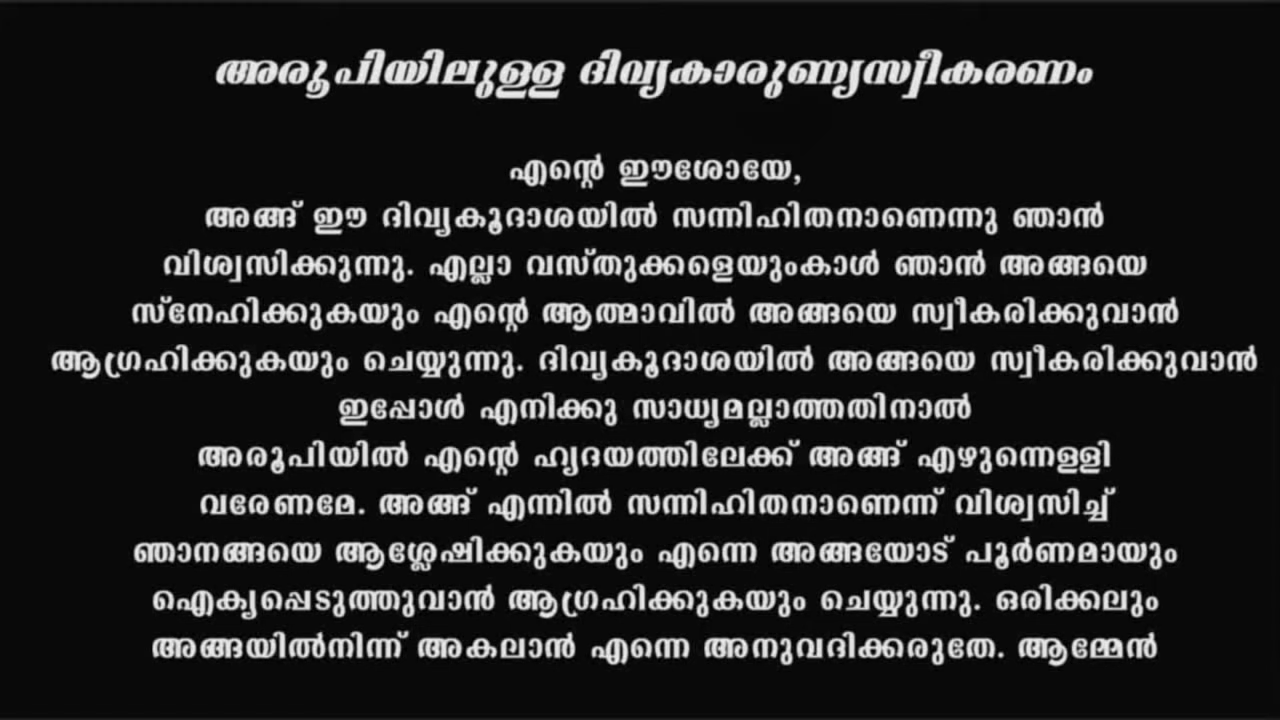 അരൂപിയിലുള്ള ദിവ്യകാരുണ്യസ്വീകരണം
എന്റെ ഈശോയേ,
അങ്ങ് ഈ ദിവ്യകൂദാശയിൽ സന്നിഹിതനാണെന്നു ഞാൻ
വിശ്വസിക്കുന്നു. എല്ലാ വസ്തുക്കളെയുംകാൾ ഞാൻ അങ്ങയെ
സ്നേഹിക്കുകയും എന്റെ ആത്മാവിൽ അങ്ങയെ സ്വീകരിക്കുവാൻ
ആഗ്രഹിക്കുകയും ചെയ്യുന്നു. ദിവ്യകൂദാശയിൽ അങ്ങയെ സ്വീകരിക്കുവാൻ
ഇപ്പോൾ എനിക്കു സാധ്യമല്ലാത്തതിനാൽ
അരൂപിയിൽ എന്റെ ഹൃദയത്തിലേക്ക് അങ്ങ് എഴുന്നെള്ളി
വരേണമേ. അങ്ങ് എന്നിൽ സന്നിഹിതനാണെന്ന് വിശ്വസിച്ച്
ഞാനങ്ങയെ ആശ്ലേഷിക്കുകയും എന്നെ അങ്ങയോട് പൂർണമായും
ഐക്യപ്പെടുത്തുവാൻ ആഗ്രഹിക്കുകയും ചെയ്യുന്നു. ഒരിക്കലും
അങ്ങയിൽനിന്ന് അകലാൻ എന്നെ അനുവദിക്കരുതേ. ആമ്മേൻ